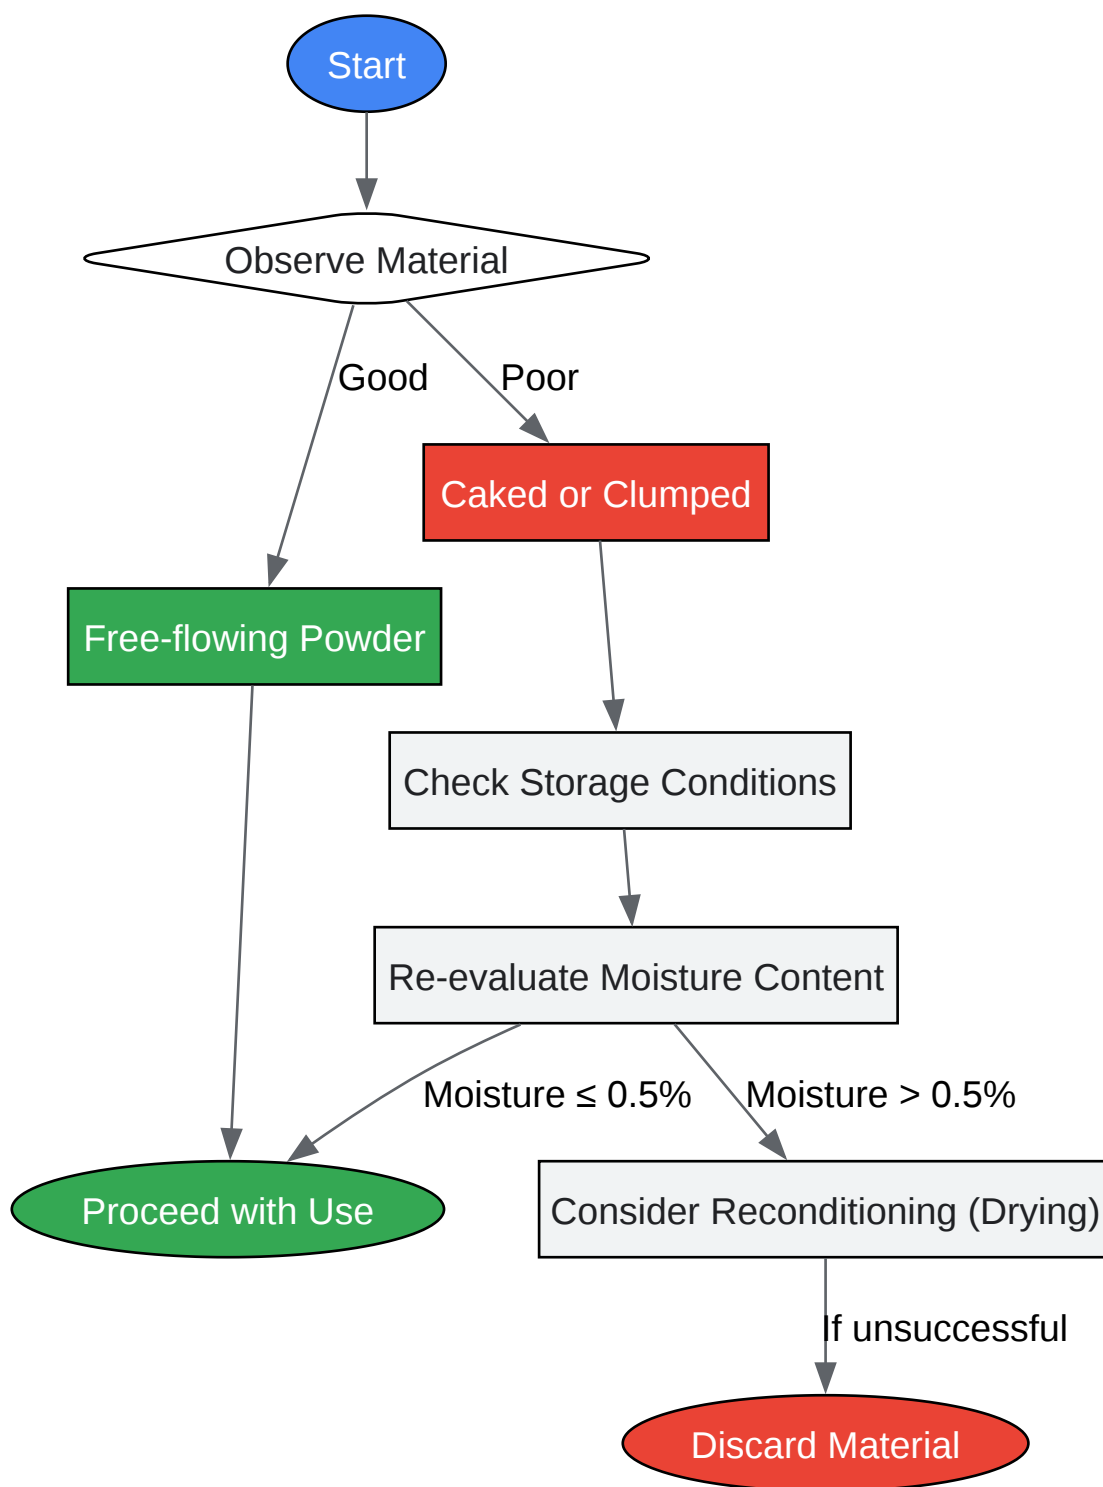 Start
Observe Material
Good
Poor
Caked or Clumped
Free-flowing Powder
Check Storage Conditions
Re-evaluate Moisture Content
Moisture ≤ 0.5%
Moisture > 0.5%
Proceed with Use
Consider Reconditioning (Drying)
If unsuccessful
Discard Material